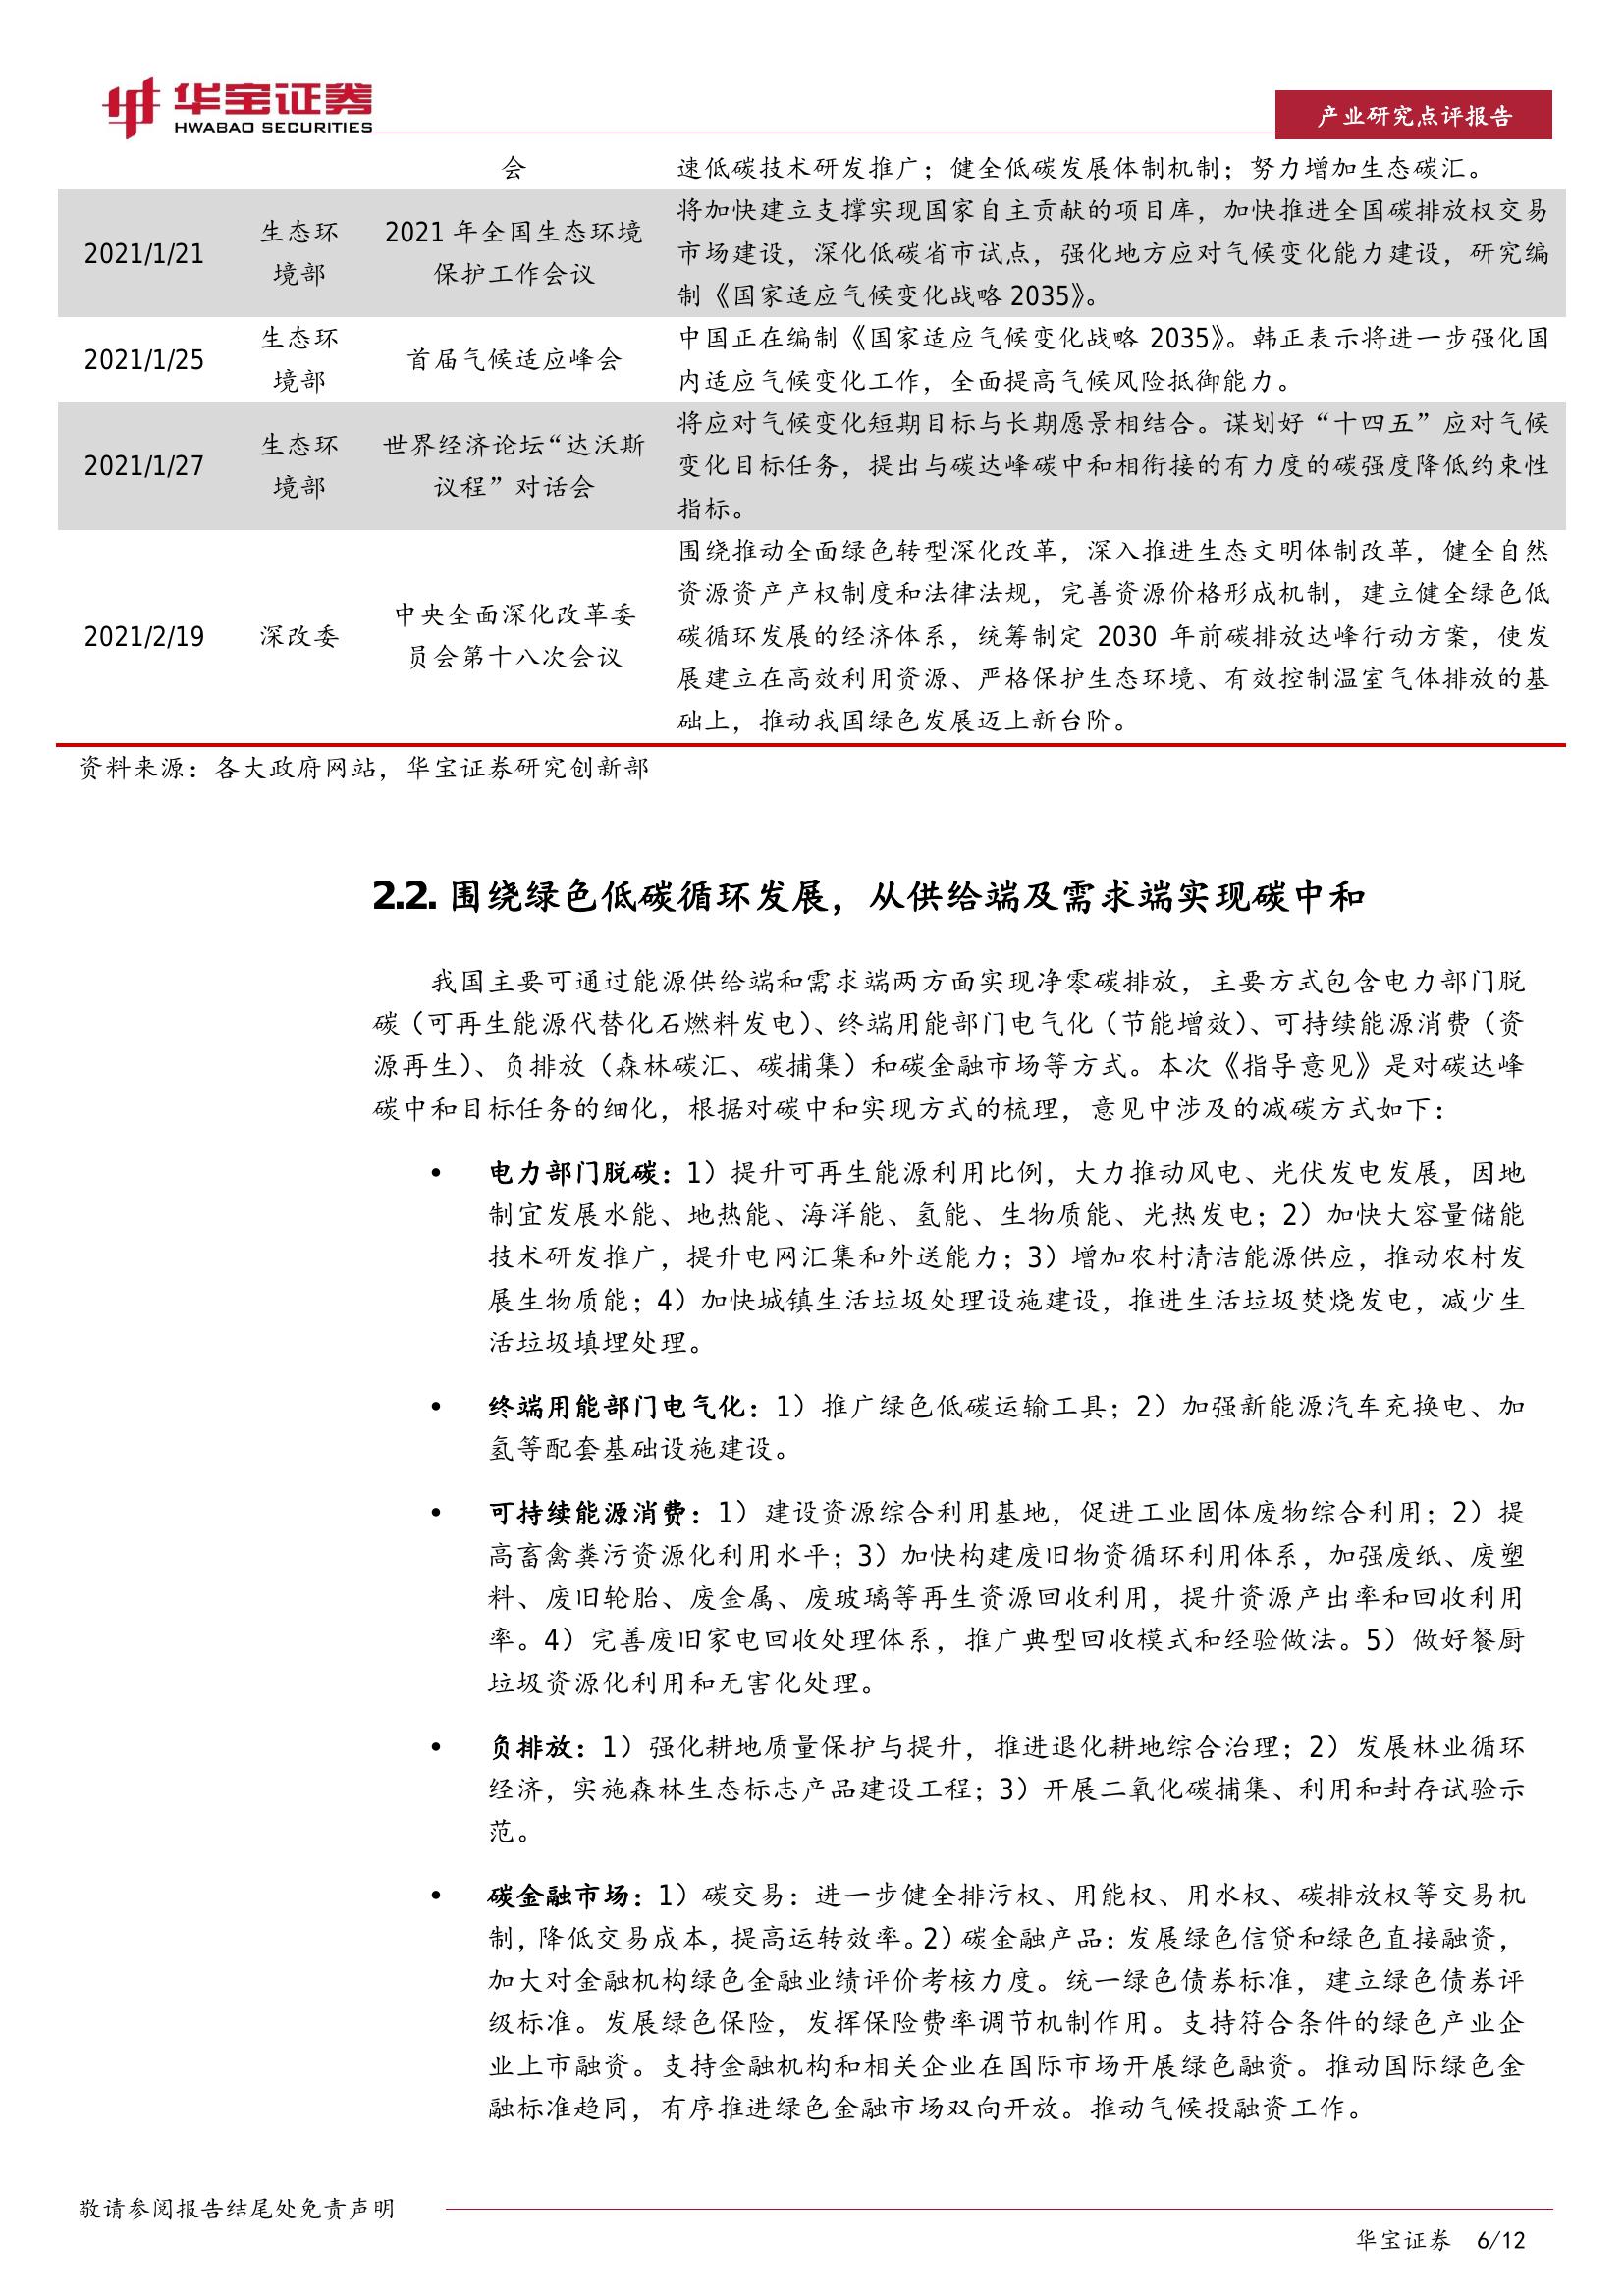 华宝证券
HWABAO SECURITIES
产业研究点评报告
会
速低碳技术研发推广；健全低碳发展体制机制；努力增加生态碳汇。
2021/1/21
生态环
境部
2021 年全国生态环境
保护工作会议
将加快建立支撑实现国家自主贡献的项目库，加快推进全国碳排放权交易
市场建设，深化低碳省市试点，强化地方应对气候变化能力建设，研究编
制《国家适应气候变化战略 2035》。
2021/1/25
生态环
境部
首届气候适应峰会
中国正在编制《国家适应气候变化战略 2035》。韩正表示将进一步强化国
内适应气候变化工作，全面提高气候风险抵御能力。
2021/1/27
生态环
境部
世界经济论坛“达沃斯
议程”对话会
将应对气候变化短期目标与长期愿景相结合。谋划好“十四五”应对气候
变化目标任务，提出与碳达峰碳中和相衔接的有力度的碳强度降低约束性
指标。
2021/2/19
深改委
中央全面深化改革委
员会第十八次会议
围绕推动全面绿色转型深化改革，深入推进生态文明体制改革，健全自然
资源资产产权制度和法律法规，完善资源价格形成机制，建立健全绿色低
碳循环发展的经济体系，统筹制定 2030 年前碳排放达峰行动方案，使发
展建立在高效利用资源、严格保护生态环境、有效控制温室气体排放的基
础上，推动我国绿色发展迈上新台阶。
资料来源：各大政府网站，华宝证券研究创新部
2.2. 围绕绿色低碳循环发展，从供给端及需求端实现碳中和
我国主要可通过能源供给端和需求端两方面实现净零碳排放，主要方式包含电力部门脱
碳（可再生能源代替化石燃料发电）、终端用能部门电气化（节能增效）、可持续能源消费（资
源再生）、负排放（森林碳汇、碳捕集）和碳金融市场等方式。本次《指导意见》是对碳达峰
碳中和目标任务的细化，根据对碳中和实现方式的梳理，意见中涉及的减碳方式如下：
• 电力部门脱碳：1）提升可再生能源利用比例，大力推动风电、光伏发电发展，因地
制宜发展水能、地热能、海洋能、氢能、生物质能、光热发电；2）加快大容量储能
技术研发推广，提升电网汇集和外送能力；3）增加农村清洁能源供应，推动农村发
展生物质能；4）加快城镇生活垃圾处理设施建设，推进生活垃圾焚烧发电，减少生
活垃圾填埋处理。
• 终端用能部门电气化：1）推广绿色低碳运输工具；2）加强新能源汽车充换电、加
氢等配套基础设施建设。
• 可持续能源消费：1）建设资源综合利用基地，促进工业固体废物综合利用；2）提
高畜禽粪污资源化利用水平；3）加快构建废旧物资循环利用体系，加强废纸、废塑
料、废旧轮胎、废金属、废玻璃等再生资源回收利用，提升资源产出率和回收利用
率。4）完善废旧家电回收处理体系，推广典型回收模式和经验做法。5）做好餐厨
垃圾资源化利用和无害化处理。
• 负排放：1）强化耕地质量保护与提升，推进退化耕地综合治理；2）发展林业循环
经济，实施森林生态标志产品建设工程；3）开展二氧化碳捕集、利用和封存试验示
范。
• 碳金融市场：1）碳交易：进一步健全排污权、用能权、用水权、碳排放权等交易机
制，降低交易成本，提高运转效率。2）碳金融产品：发展绿色信贷和绿色直接融资，
加大对金融机构绿色金融业绩评价考核力度。统一绿色债券标准，建立绿色债券评
级标准。发展绿色保险，发挥保险费率调节机制作用。支持符合条件的绿色产业企
业上市融资。支持金融机构和相关企业在国际市场开展绿色融资。推动国际绿色金
融标准趋同，有序推进绿色金融市场双向开放。推动气候投融资工作。
敬请参阅报告结尾处免责声明
华宝证券 6/12